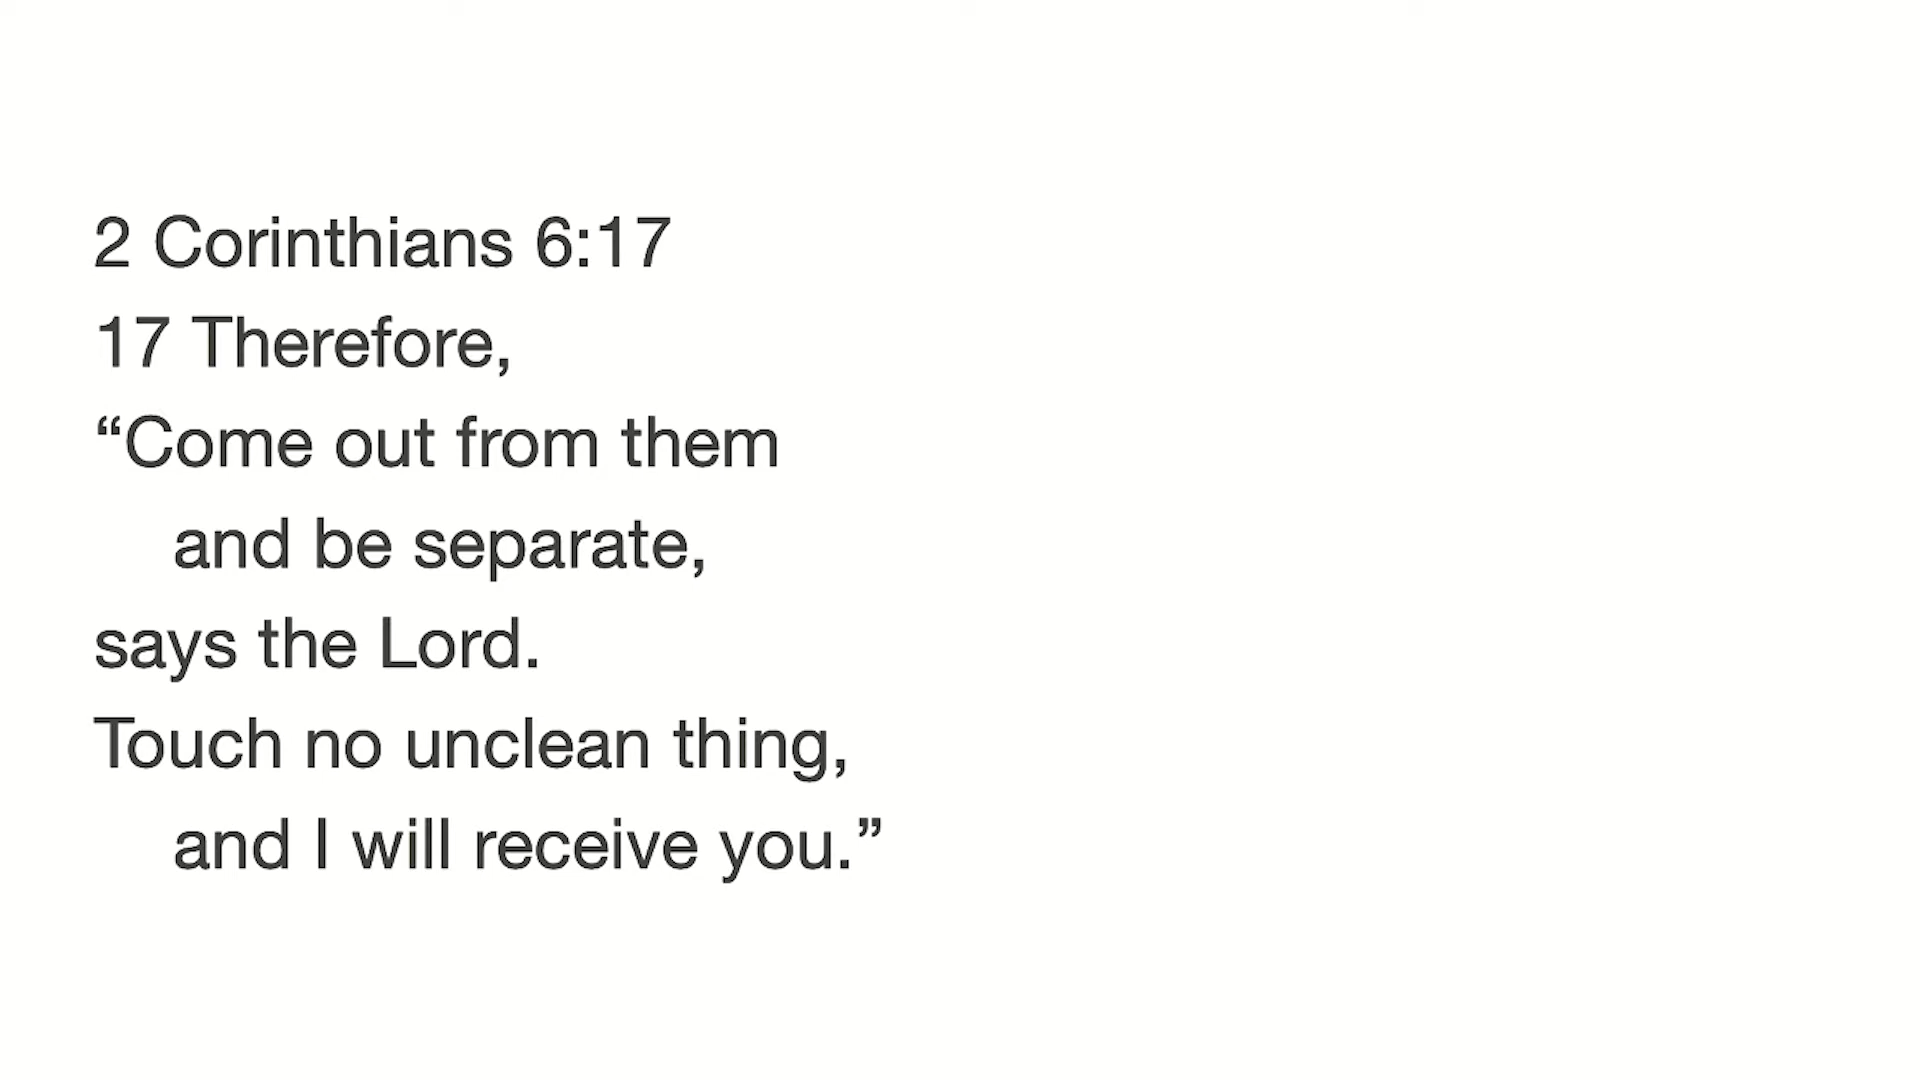 2 Corinthians 6:17
17 Therefore,
“Come out from them
and be separate,
says the Lord.
Touch no unclean thing,
and I will receive you.”